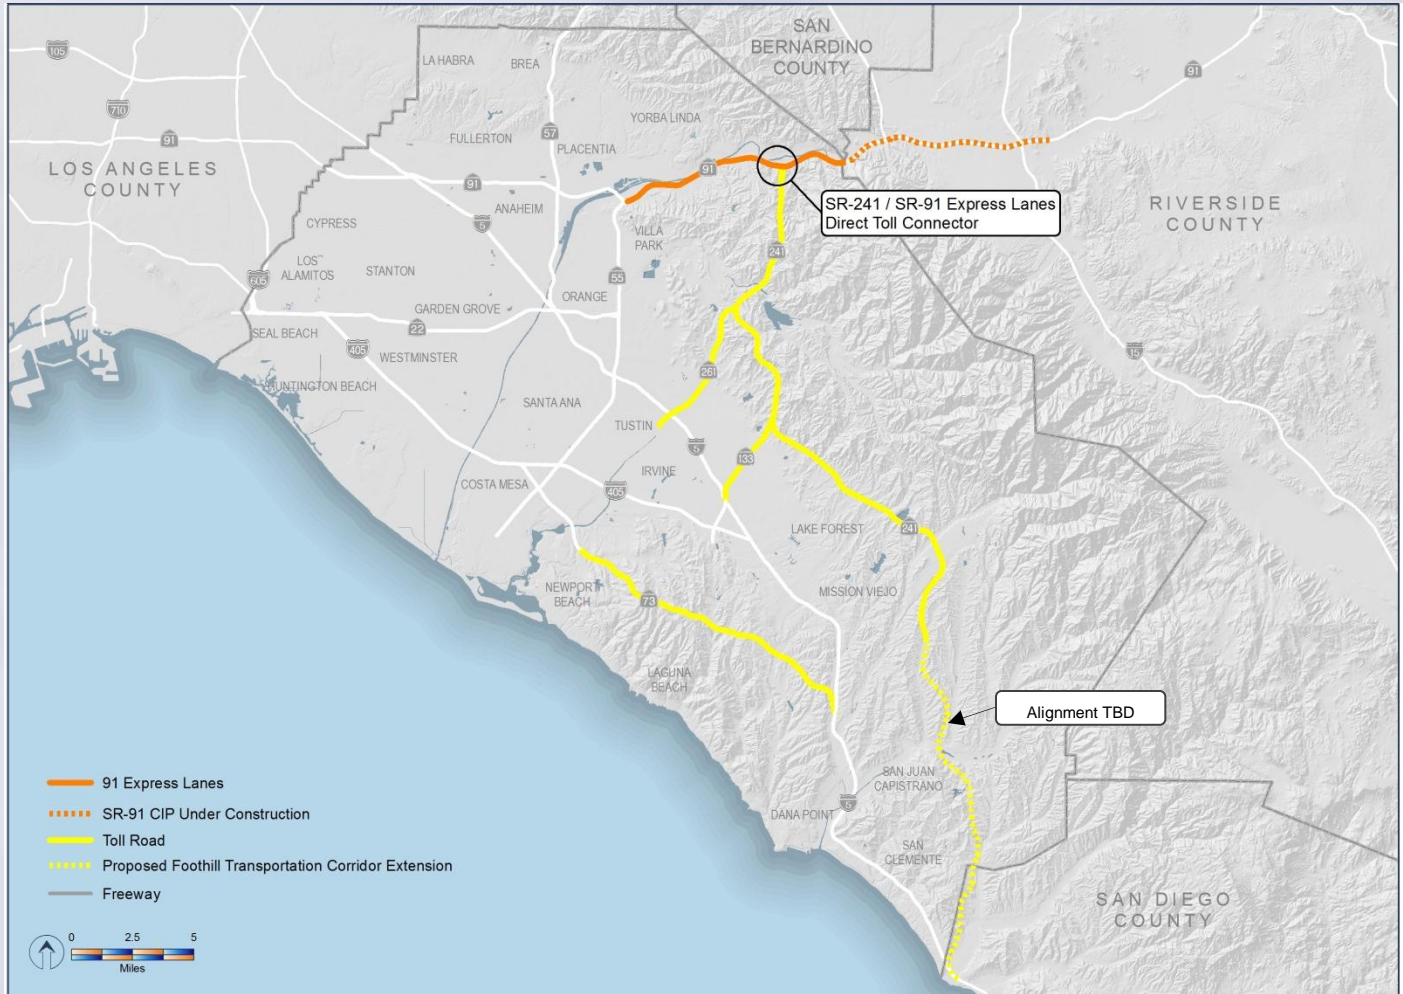 SAN
BERNARDINO
COUNTY
105
LA HABRA
BREA
91
710
YORBA LINDA
57
FULLERTON
PLACENTIA
91
LOS ANGELES
COUNTY
91
91
SR-241 / SR-91 Express Lanes
Direct Toll Connector
RIVERSIDE
COUNTY
ANAHEIM
CYPRESS
5
VILLA
PARK
241
LOS
ALAMITOS
STANTON
605
55
ORANGE
GARDEN GROVE
22
SEAL BEACH
405
WESTMINSTER
15
261
HUNTINGTON BEACH
SANTA ANA
TUSTIN
5
133
IRVINE
COSTA MESA
405
LAKE FOREST
241
NEWPORT
BEACH
MISSION VIEJO
73
LAGUNA
BEACH
Alignment TBD
SAN JUAN
CAPISTRANO
DANA POINT
5
SAN
CLEMENTE
SAN DIEGO
COUNTY
91 Express Lanes
SR-91 CIP Under Construction
Toll Road
Proposed Foothill Transportation Corridor Extension
Freeway
0 2.5 5
Miles